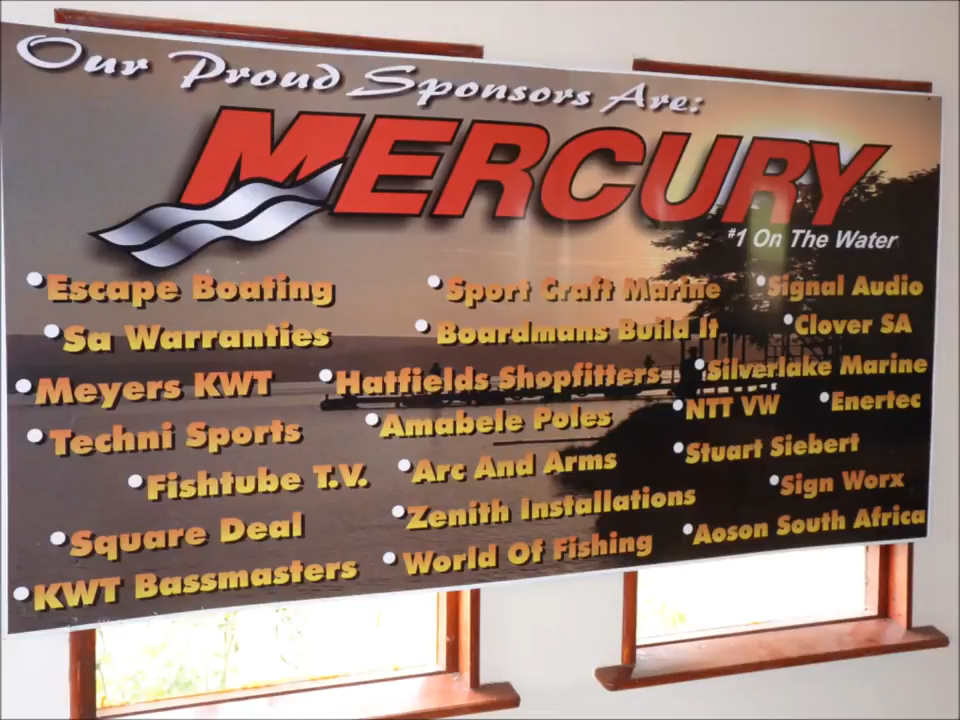 Our Proud Sponsors Are:
MERCURY
#1 On The Water
•Escape Boating
•Sa Warranties
•Meyers KWT
•Techni Sports
•Fishtube T.V.
•Square Deal
•KWT Bassmasters
•Sport Craft Marine
•Boardmans Build It
•Hatfields Shopfitters
•Amabele Poles
•Arc And Arms
•Zenith Installations
•World Of Fishing
•Signal Audio
•Clover SA
•Silverlake Marine
•NTT VW •Enertec
•Stuart Siebert
•Sign Worx
•Aoson South Africa